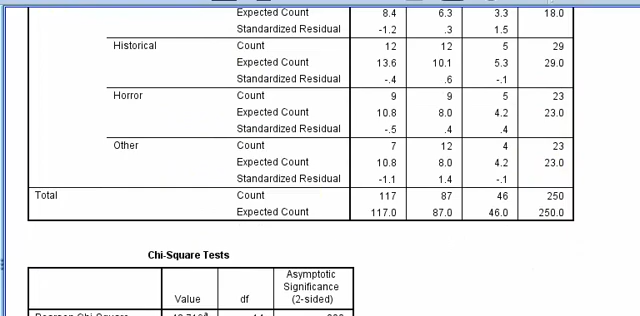 Expected Count 8.4 6.3 3.3 18.0
Standardized Residual -1.2 .3 1.5
Historical Count 12 12 5 29
Expected Count 13.6 10.1 5.3 29.0
Standardized Residual -.4 .6 -.1
Horror Count 9 9 5 23
Expected Count 10.8 8.0 4.2 23.0
Standardized Residual -.5 .4 .4
Other Count 7 12 4 23
Expected Count 10.8 8.0 4.2 23.0
Standardized Residual -1.1 1.4 -.1
Total Count 117 87 46 250
Expected Count 117.0 87.0 46.0 250.0
Chi-Square Tests
Asymptotic
Significance
Value df (2-sided)
Pearson Chi-Square